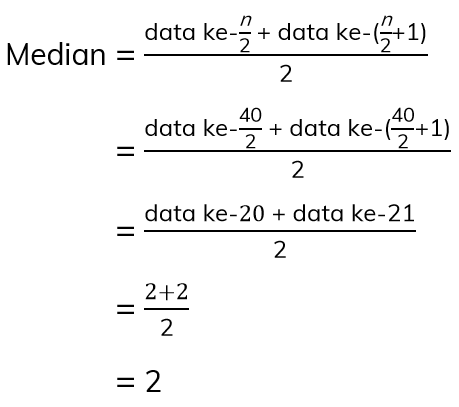 Median = (data ke-n/2 + data ke-(n/2+1))/2
= (data ke-40/2 + data ke-(40/2+1))/2
= (data ke-20 + data ke-21)/2
= (2+2)/2
= 2